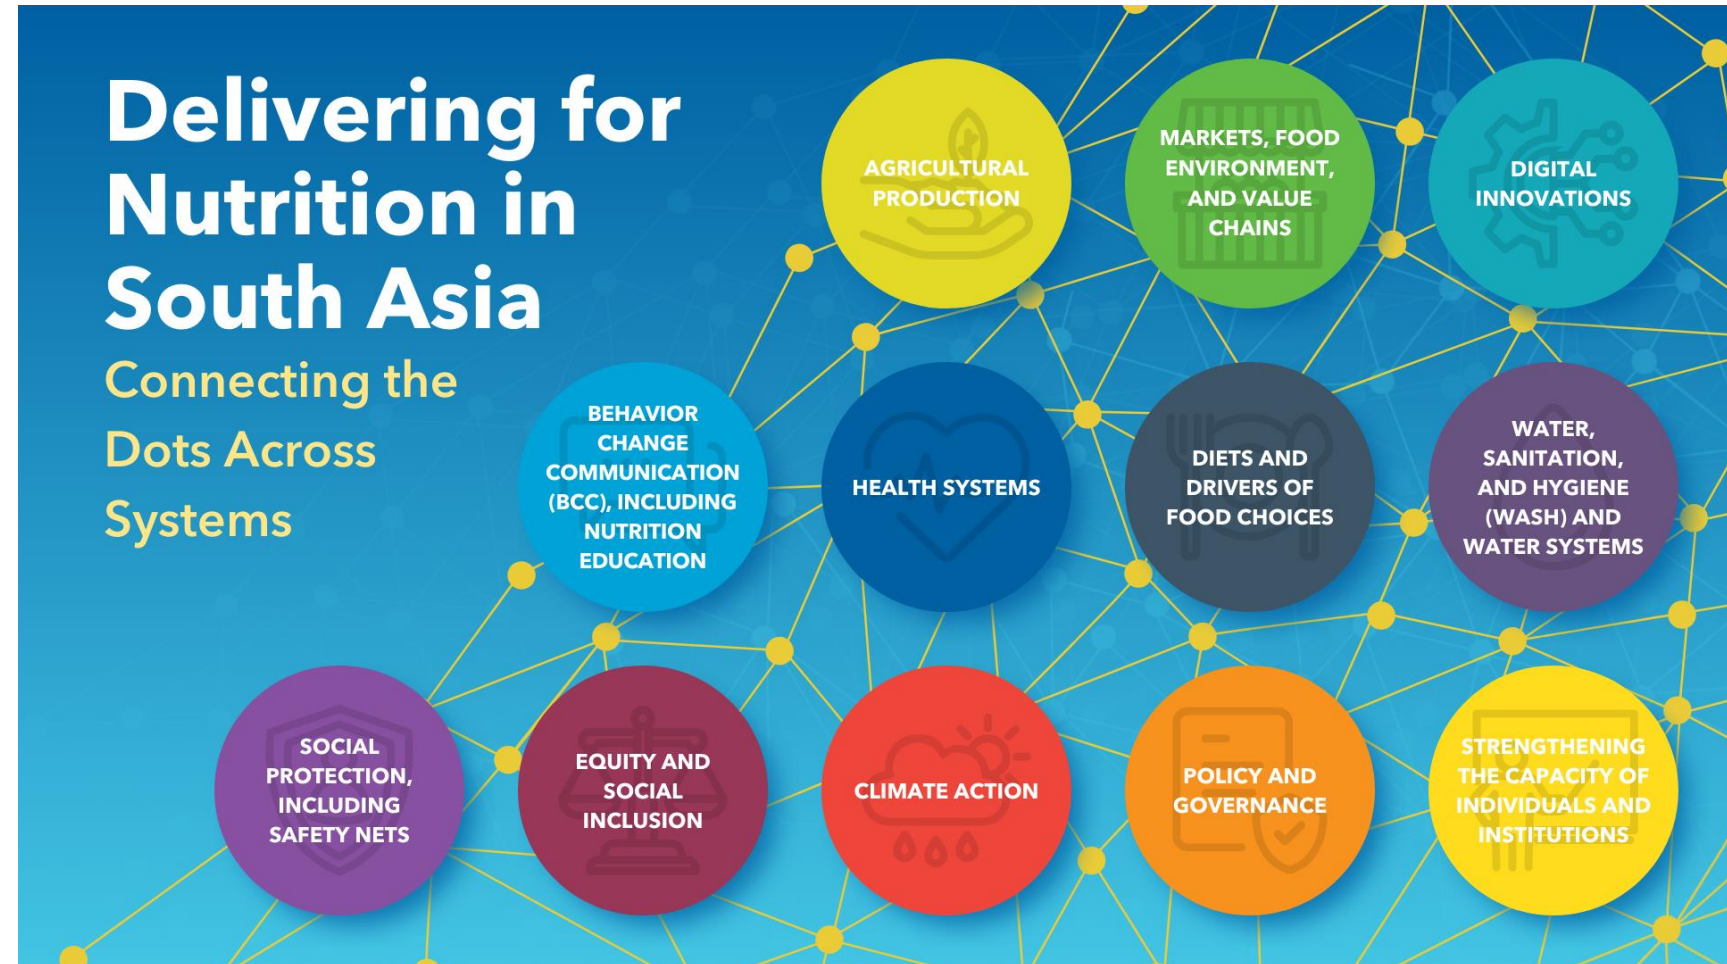 Delivering for
Nutrition in
South Asia
Connecting the
Dots Across
Systems
AGRICULTURAL
PRODUCTION
MARKETS, FOOD
ENVIRONMENT,
AND VALUE
CHAINS
DIGITAL
INNOVATIONS
BEHAVIOR
CHANGE
COMMUNICATION
(BCC), INCLUDING
NUTRITION
EDUCATION
HEALTH SYSTEMS
DIETS AND
DRIVERS OF
FOOD CHOICES
WATER,
SANITATION,
AND HYGIENE
(WASH) AND
WATER SYSTEMS
SOCIAL
PROTECTION,
INCLUDING
SAFETY NETS
EQUITY AND
SOCIAL
INCLUSION
CLIMATE ACTION
POLICY AND
GOVERNANCE
STRENGTHENING
THE CAPACITY OF
INDIVIDUALS AND
INSTITUTIONS